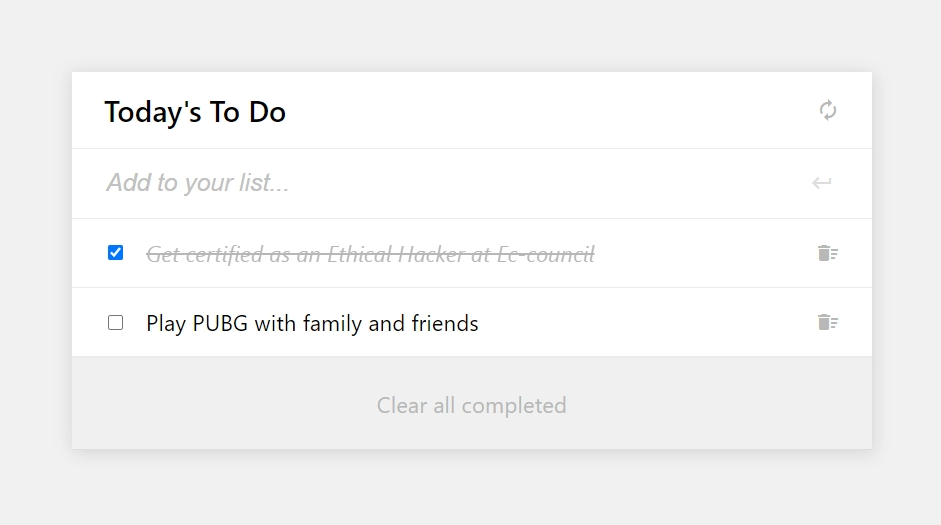 Today's To Do
Add to your list...
Get certified as an Ethical Hacker at Ec-council
Play PUBG with family and friends
Clear all completed